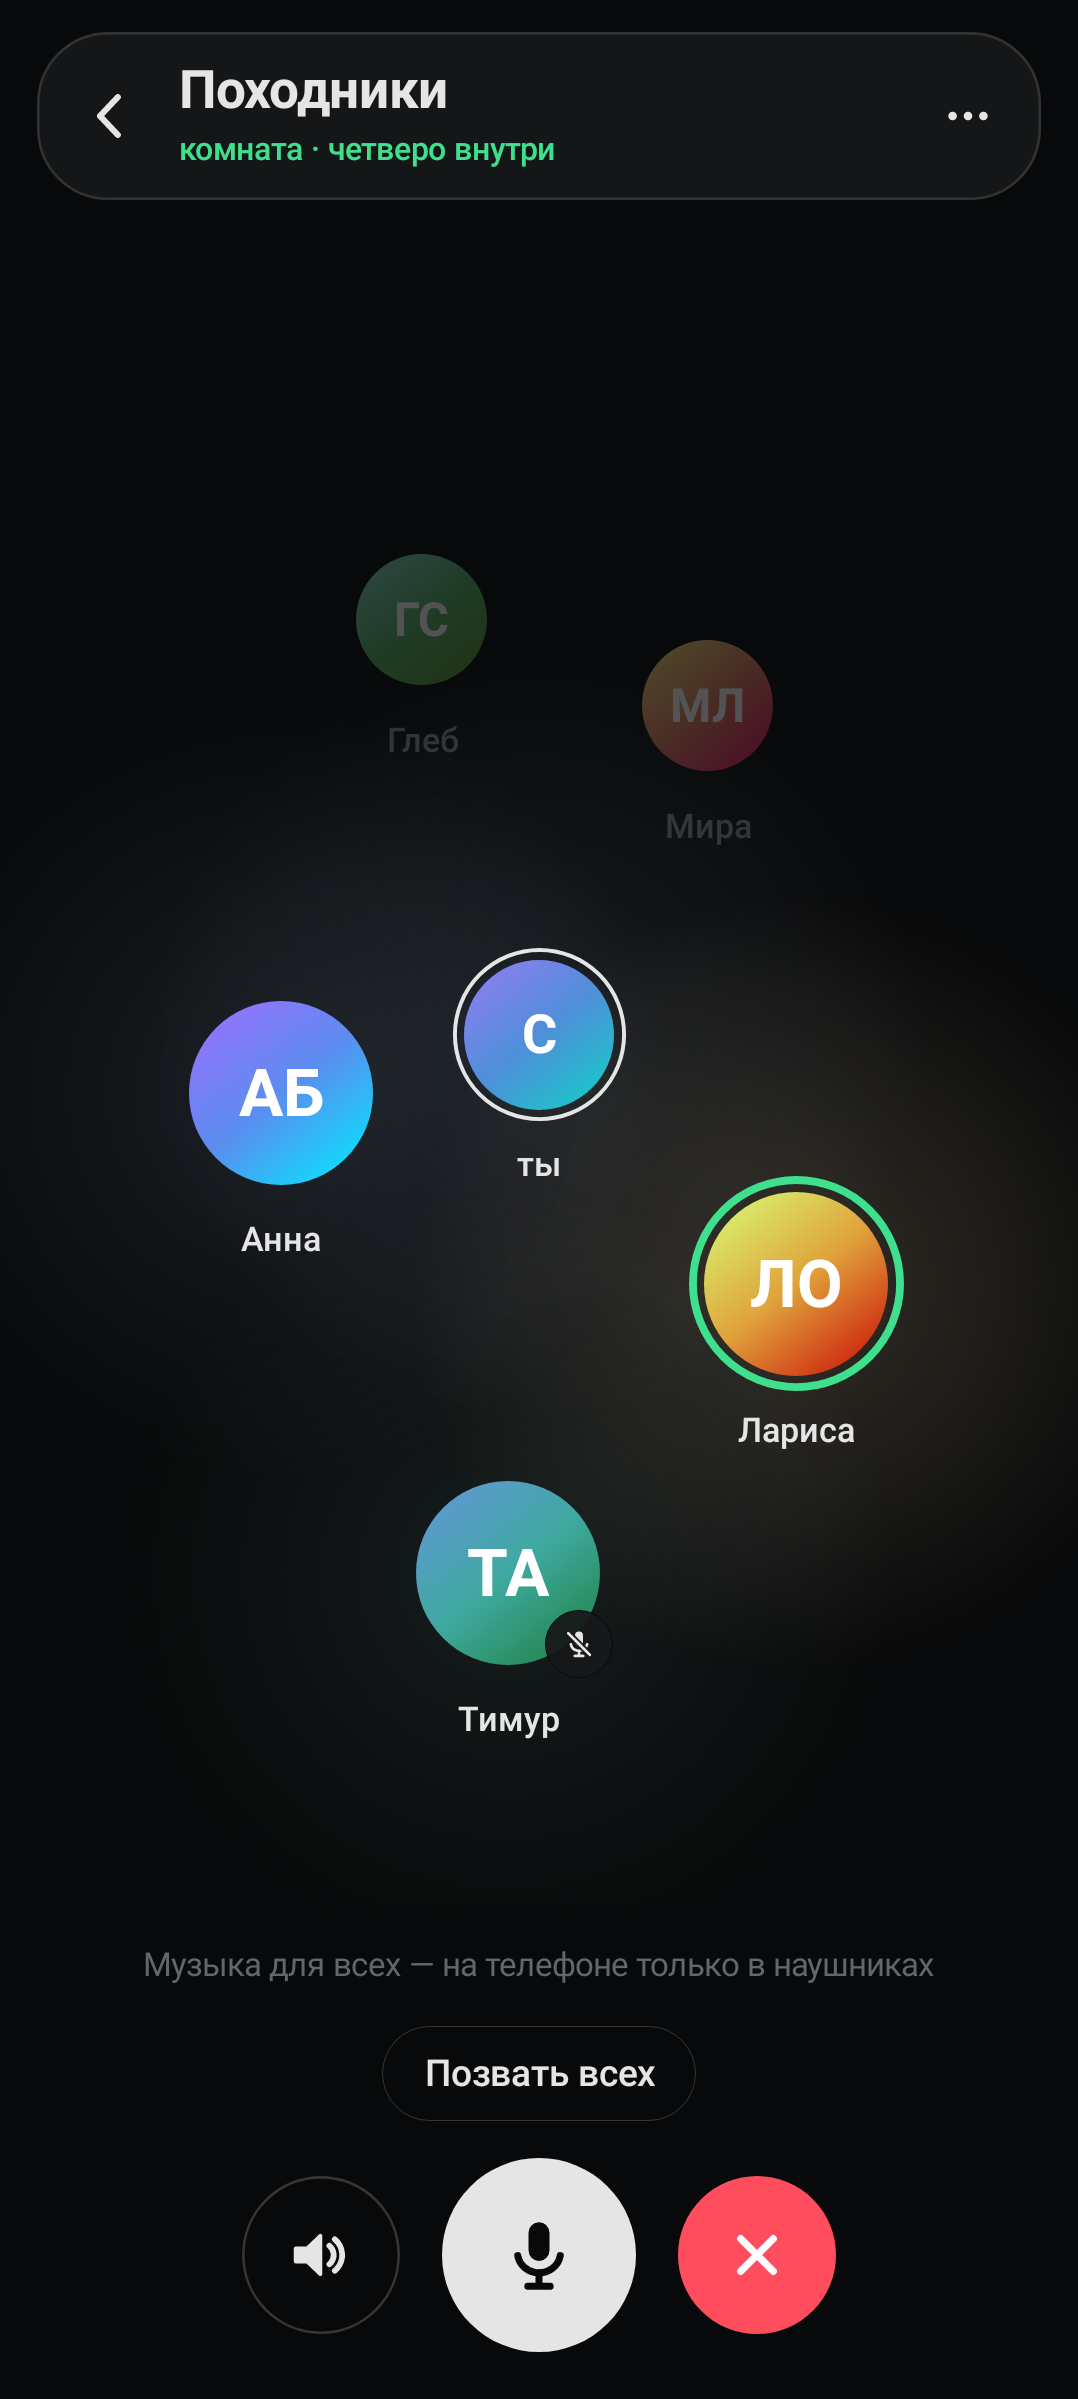 Походники
комната · четверо внутри
ГС
Глеб
МЛ
Мира
С
ты
АБ
Анна
ЛО
Лариса
ТА
Тимур
Музыка для всех — на телефоне только в наушниках
Позвать всех